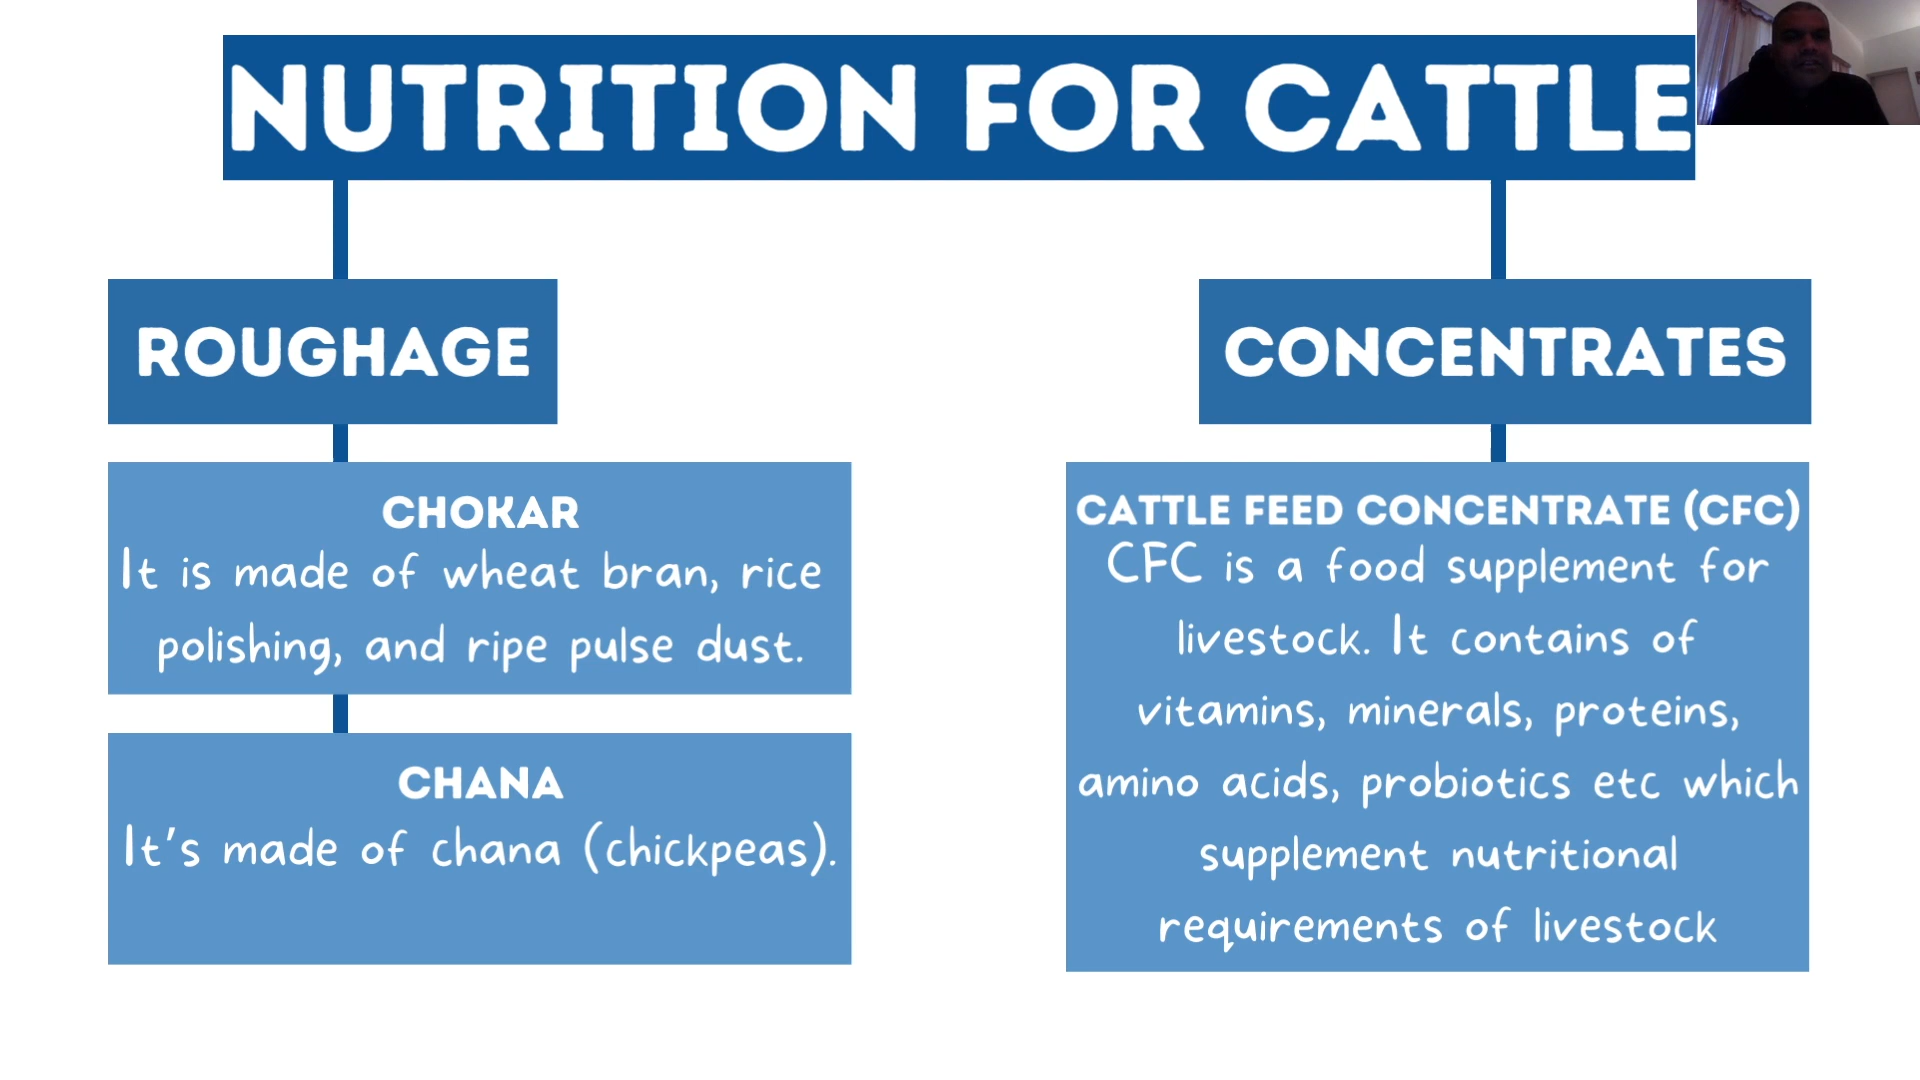 NUTRITION FOR CATTLE
ROUGHAGE
CHOKAR
It is made of wheat bran, rice
polishing, and ripe pulse dust.
CHANA
It's made of chana (chickpeas).
CONCENTRATES
CATTLE FEED CONCENTRATE (CFC)
CFC is a food supplement for
livestock. It contains of
vitamins, minerals, proteins,
amino acids, probiotics etc which
supplement nutritional
requirements of livestock